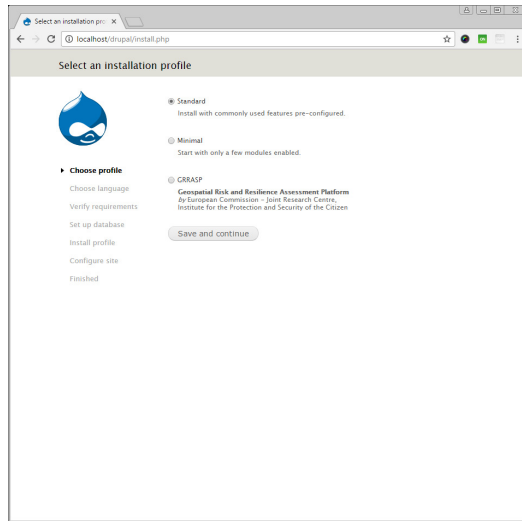 Select an installation pro
localhost/drupal/install.php
Select an installation profile
Standard
Install with commonly used features pre-configured.
Minimal
Start with only a few modules enabled.
GRRASP
Geospatial Risk and Resilience Assessment Platform
by European Commission – Joint Research Centre,
Institute for the Protection and Security of the Citizen
Save and continue
Choose profile
Choose language
Verify requirements
Set up database
Install profile
Configure site
Finished